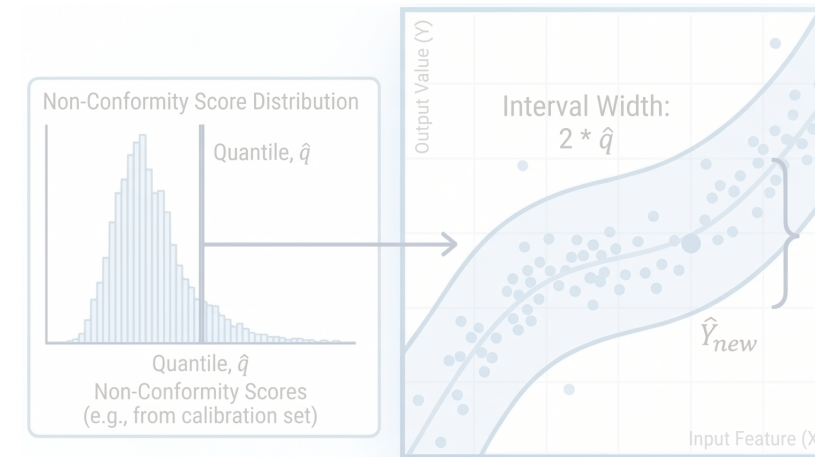 Non-Conformity Score Distribution
Quantile, q̂
Quantile, q̂
Non-Conformity Scores
(e.g., from calibration set)
Output Value (Y)
Interval Width:
2 * q̂
Ŷnew
Input Feature (X